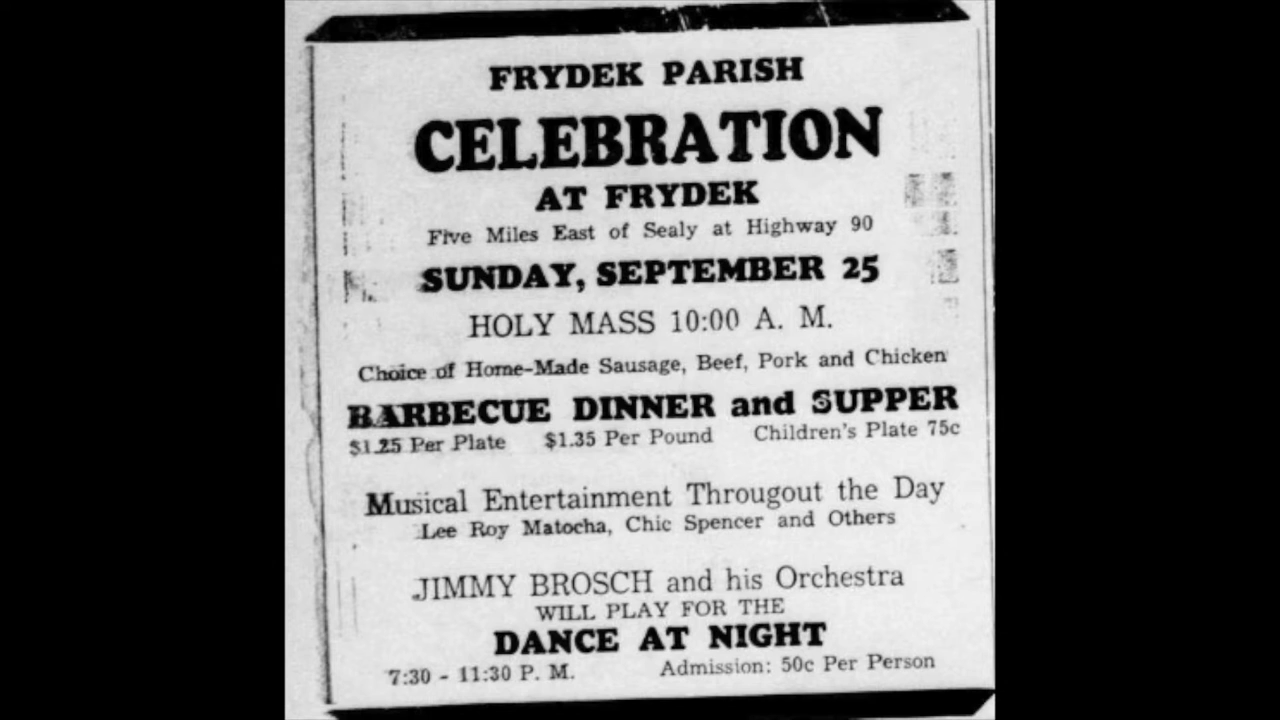 FRYDEK PARISH
CELEBRATION
AT FRYDEK
Five Miles East of Sealy at Highway 90
SUNDAY, SEPTEMBER 25
HOLY MASS 10:00 A. M.
Choice of Home-Made Sausage, Beef, Pork and Chicken
BARBECUE DINNER and SUPPER
$1.25 Per Plate $1.35 Per Pound Children's Plate 75c
Musical Entertainment Througout the Day
Lee Roy Matocha, Chic Spencer and Others
JIMMY BROSCH and his Orchestra
WILL PLAY FOR THE
DANCE AT NIGHT
7:30 - 11:30 P. M. Admission: 50c Per Person